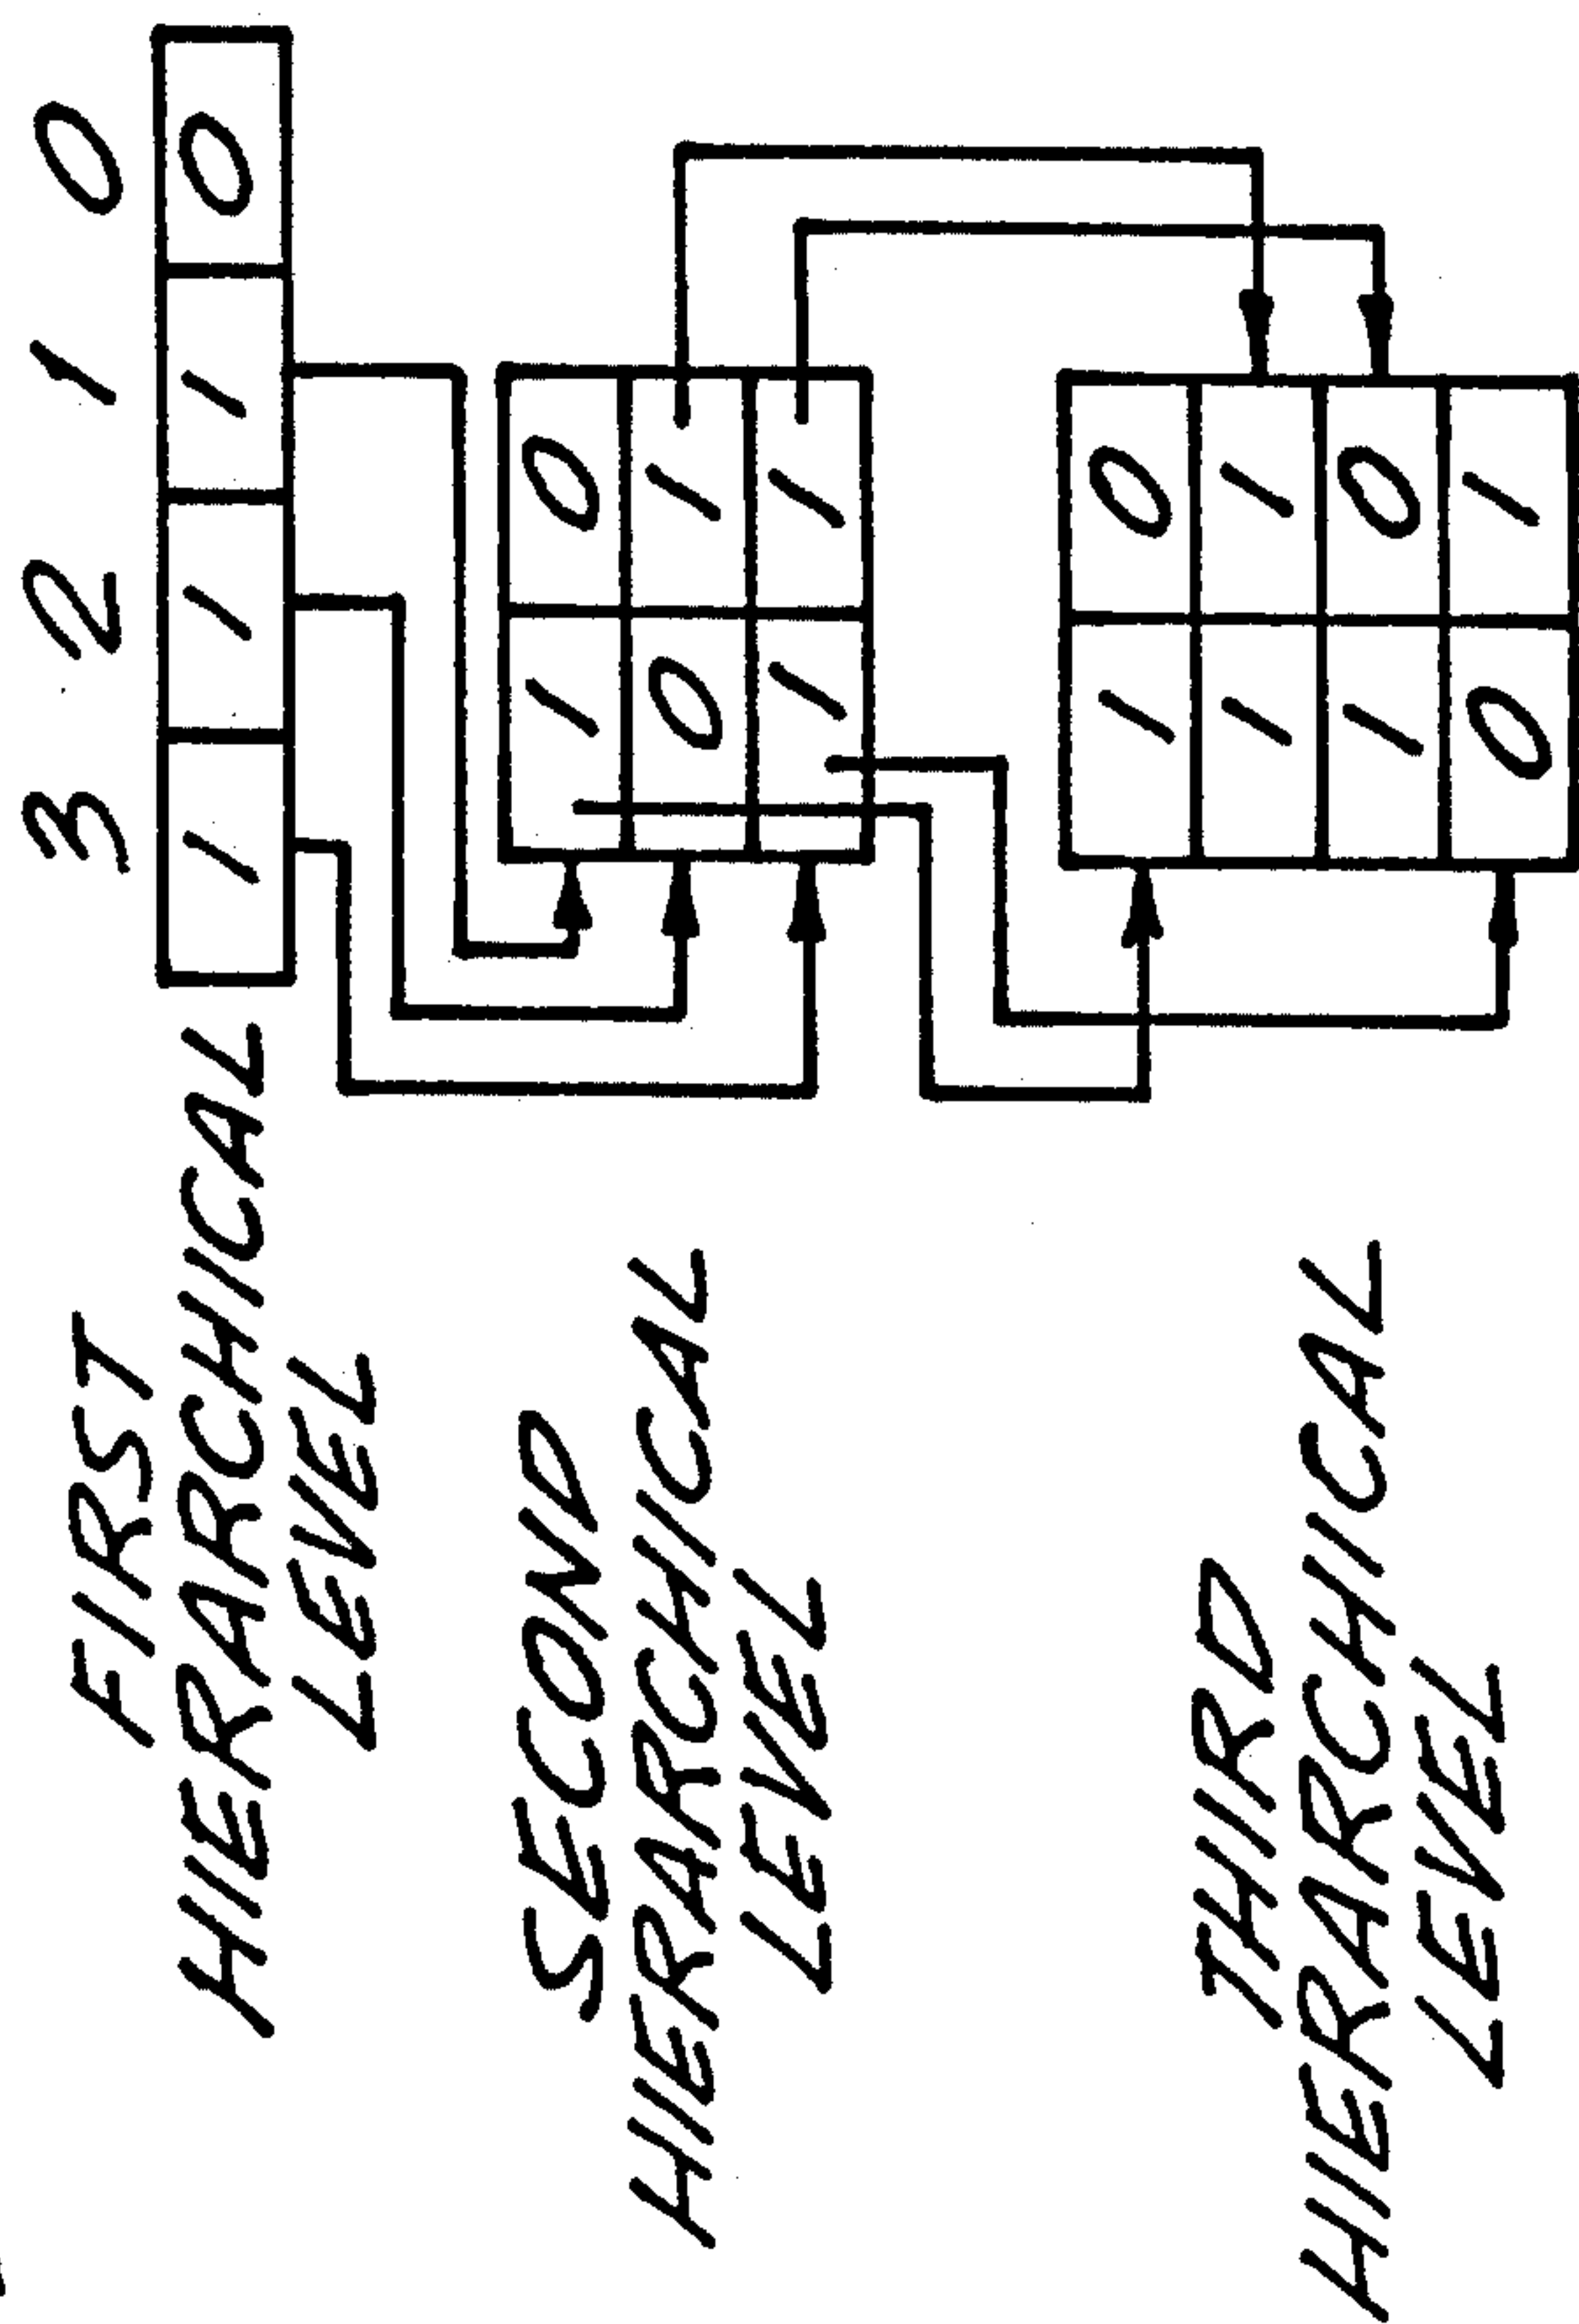 3 2 1 0
FIRST
HIERARCHICAL
LEVEL
1 1 1 0
SECOND
HIERARCHICAL
LEVEL
1 0
0 1
1 1
THIRD
HIERARCHICAL
LEVEL
1 0
1 1
1 0
0 1